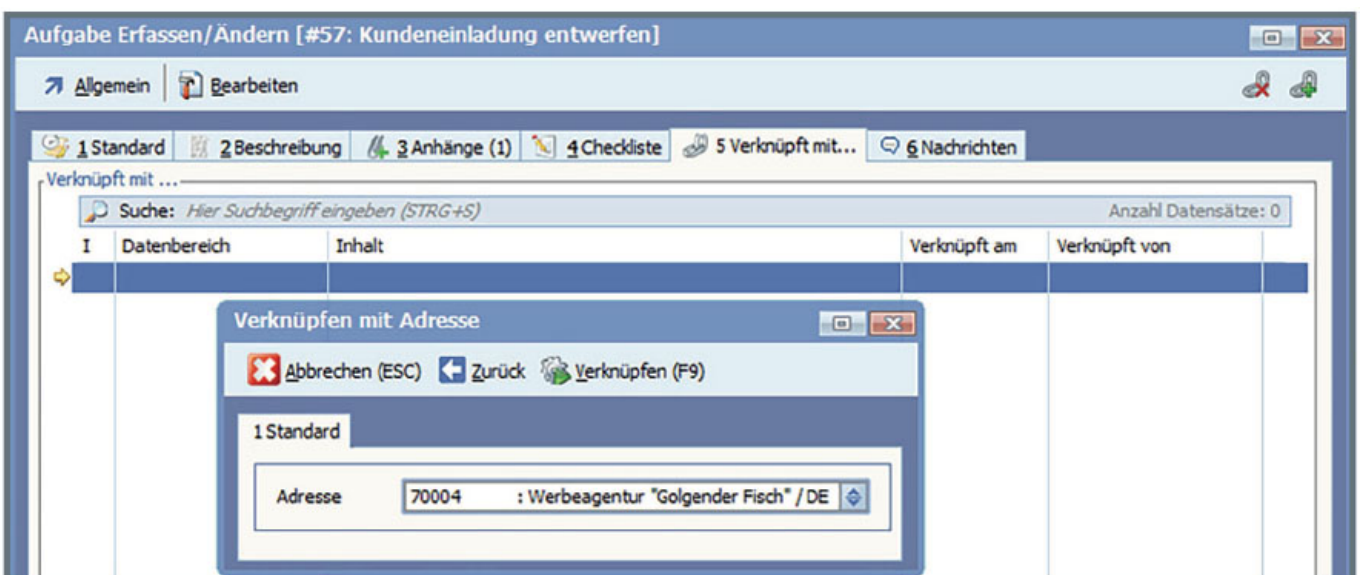 Aufgabe Erfassen/Ändern [#57: Kundeneinladung entwerfen]
Allgemein Bearbeiten
1 Standard 2 Beschreibung 3 Anhänge (1) 4 Checkliste 5 Verknüpft mit... 6 Nachrichten
Verknüpft mit ...
Suche: Hier Suchbegriff eingeben (STRG+S) Anzahl Datensätze: 0
I Datenbereich Inhalt Verknüpft am Verknüpft von
Verknüpfen mit Adresse
Abbrechen (ESC) Zurück Verknüpfen (F9)
1 Standard
Adresse 70004 : Werbeagentur "Golgender Fisch" / DE